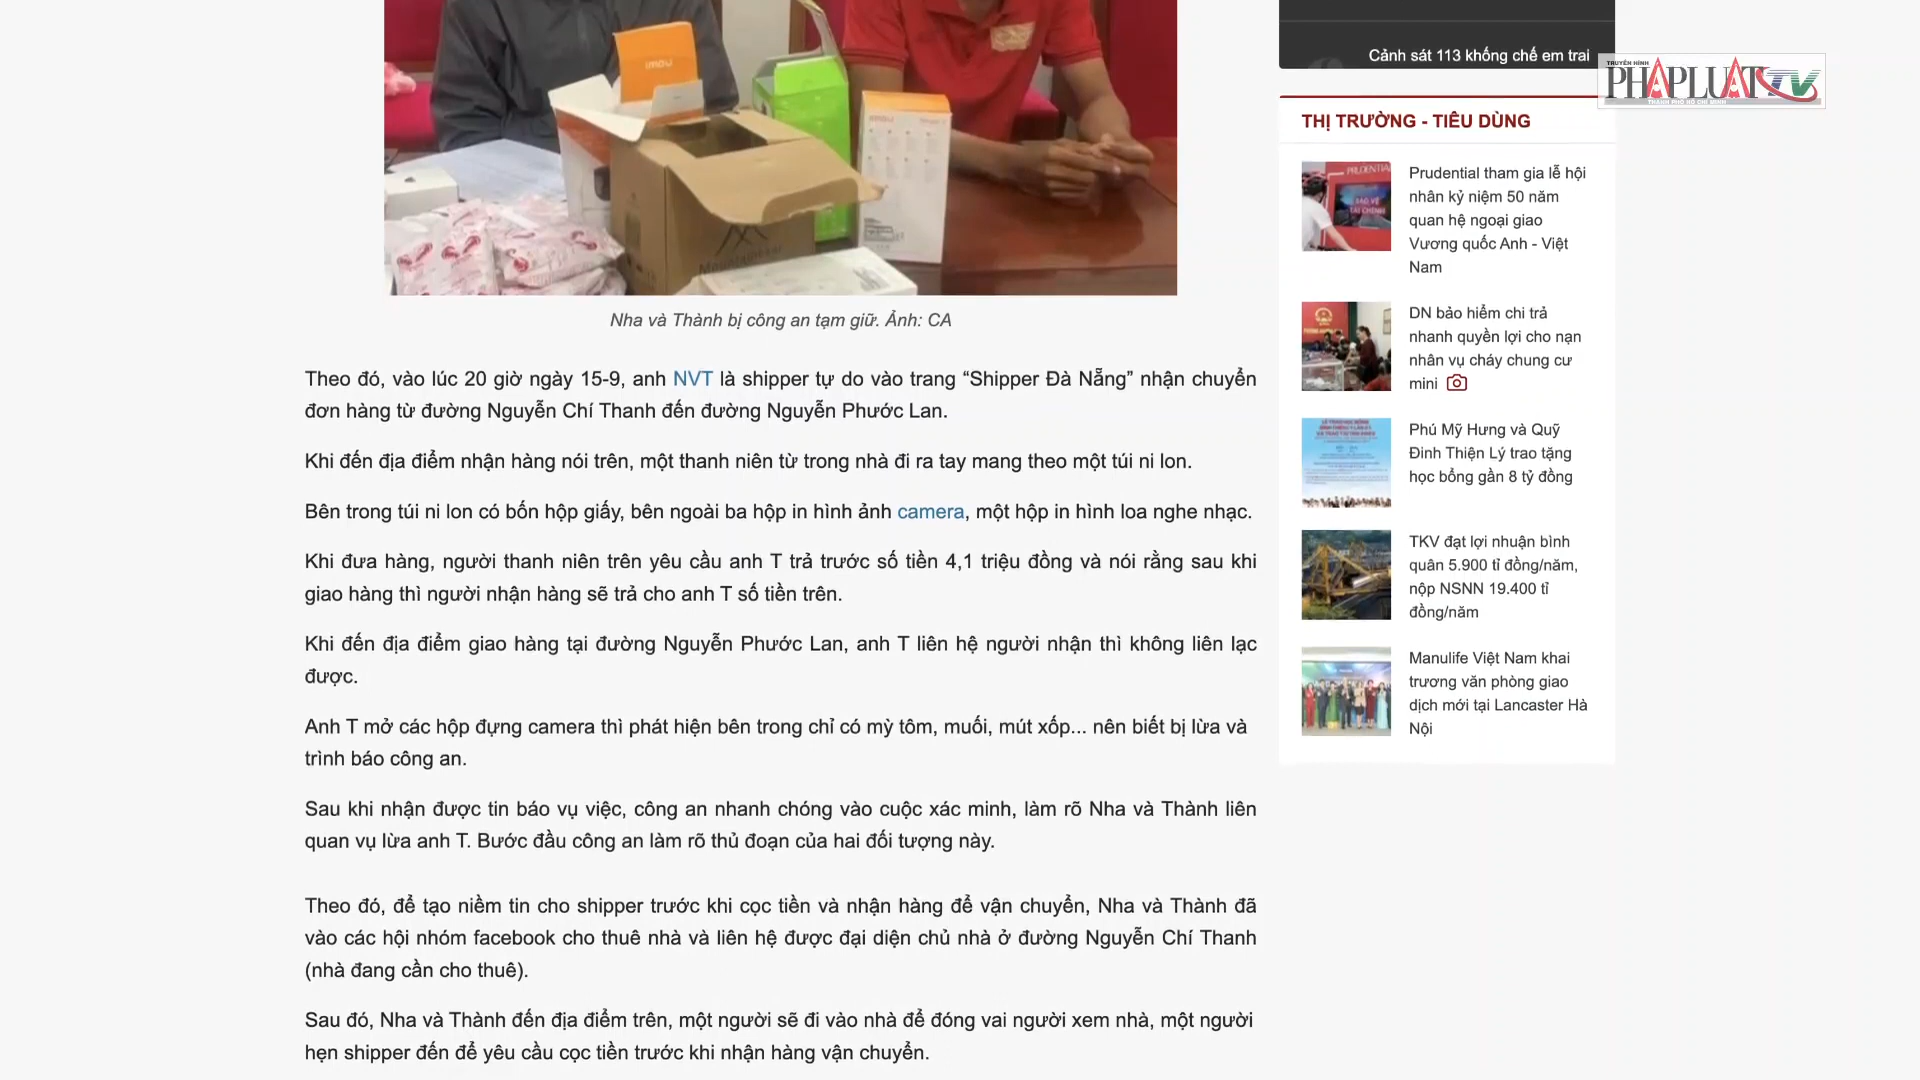 Cảnh sát 113 khống chế em trai
TRUYỀN HÌNH
PHÁPLUẬTTV
THÀNH PHỐ HỒ CHÍ MINH
imou
imou
Nha và Thành bị công an tạm giữ. Ảnh: CA
Theo đó, vào lúc 20 giờ ngày 15-9, anh NVT là shipper tự do vào trang “Shipper Đà Nẵng” nhận chuyển
đơn hàng từ đường Nguyễn Chí Thanh đến đường Nguyễn Phước Lan.
Khi đến địa điểm nhận hàng nói trên, một thanh niên từ trong nhà đi ra tay mang theo một túi ni lon.
Bên trong túi ni lon có bốn hộp giấy, bên ngoài ba hộp in hình ảnh camera, một hộp in hình loa nghe nhạc.
Khi đưa hàng, người thanh niên trên yêu cầu anh T trả trước số tiền 4,1 triệu đồng và nói rằng sau khi
giao hàng thì người nhận hàng sẽ trả cho anh T số tiền trên.
Khi đến địa điểm giao hàng tại đường Nguyễn Phước Lan, anh T liên hệ người nhận thì không liên lạc
được.
Anh T mở các hộp đựng camera thì phát hiện bên trong chỉ có mỳ tôm, muối, mút xốp... nên biết bị lừa và
trình báo công an.
Sau khi nhận được tin báo vụ việc, công an nhanh chóng vào cuộc xác minh, làm rõ Nha và Thành liên
quan vụ lừa anh T. Bước đầu công an làm rõ thủ đoạn của hai đối tượng này.
Theo đó, để tạo niềm tin cho shipper trước khi cọc tiền và nhận hàng để vận chuyển, Nha và Thành đã
vào các hội nhóm facebook cho thuê nhà và liên hệ được đại diện chủ nhà ở đường Nguyễn Chí Thanh
(nhà đang cần cho thuê).
Sau đó, Nha và Thành đến địa điểm trên, một người sẽ đi vào nhà để đóng vai người xem nhà, một người
hẹn shipper đến để yêu cầu cọc tiền trước khi nhận hàng vận chuyển.
THỊ TRƯỜNG - TIÊU DÙNG
Prudential tham gia lễ hội
nhân kỷ niệm 50 năm
quan hệ ngoại giao
Vương quốc Anh - Việt
Nam
DN bảo hiểm chi trả
nhanh quyền lợi cho nạn
nhân vụ cháy chung cư
mini
Phú Mỹ Hưng và Quỹ
Đinh Thiện Lý trao tặng
học bổng gần 8 tỷ đồng
TKV đạt lợi nhuận bình
quân 5.900 tỉ đồng/năm,
nộp NSNN 19.400 tỉ
đồng/năm
Manulife Việt Nam khai
trương văn phòng giao
dịch mới tại Lancaster Hà
Nội